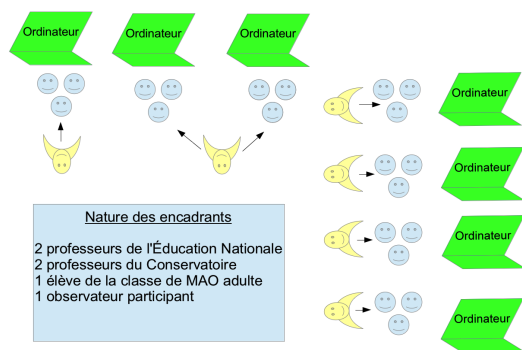 Ordinateur
Ordinateur
Ordinateur
Ordinateur
Ordinateur
Ordinateur
Ordinateur
Nature des encadrants
2 professeurs de l'Éducation Nationale
2 professeurs du Conservatoire
1 élève de la classe de MAO adulte
1 observateur participant